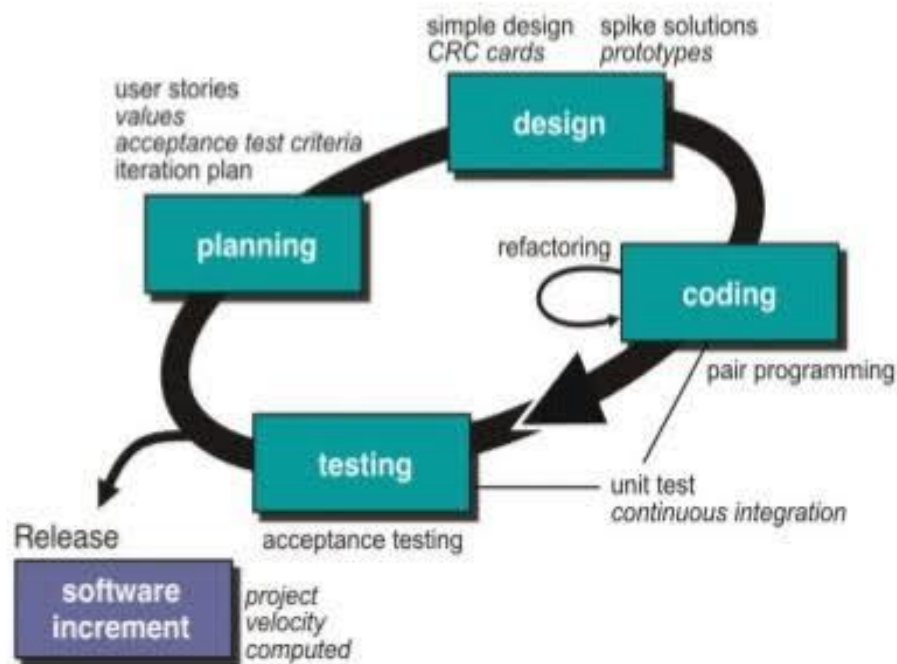 simple design
CRC cards
spike solutions
prototypes
user stories
values
acceptance test criteria
iteration plan
design
planning
refactoring
coding
pair programming
testing
unit test
continuous integration
acceptance testing
Release
software
increment
project
velocity
computed